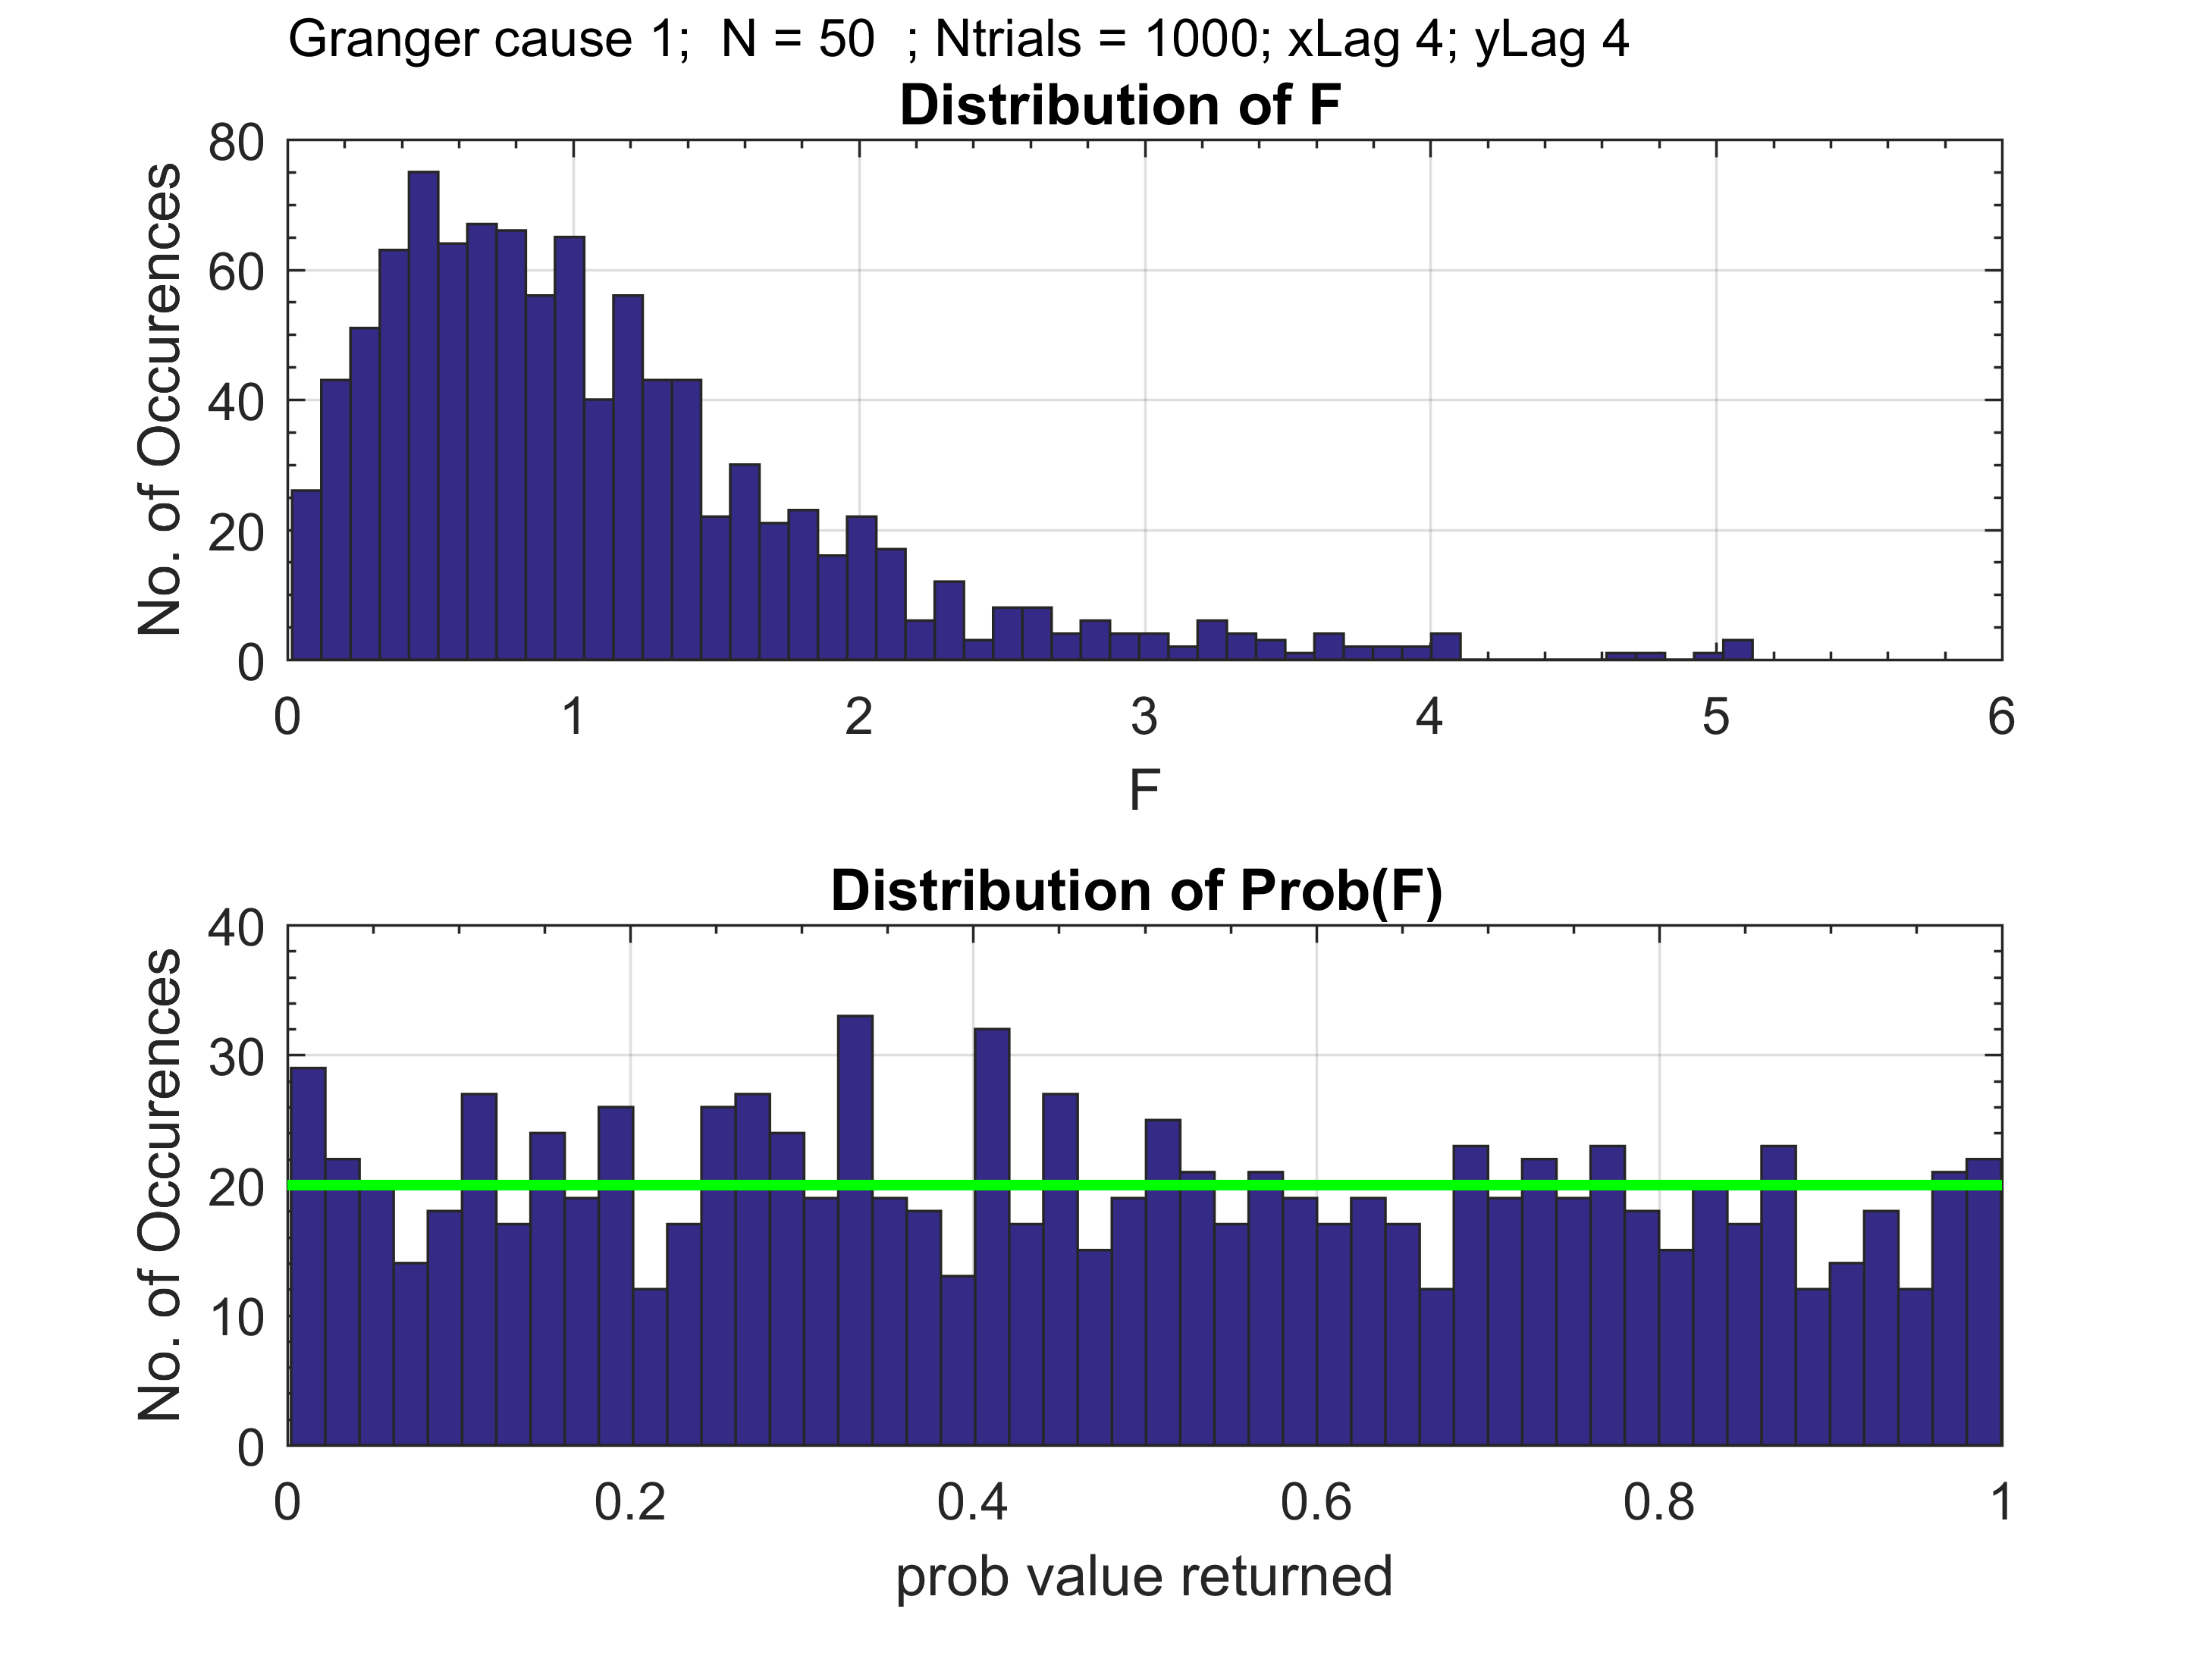 Granger cause 1;  N = 50  ; Ntrials = 1000; xLag 4; yLag 4
Distribution of F
No. of Occurences
80
60
40
20
0
0 1 2 3 4 5 6
F
Distribution of Prob(F)
No. of Occurences
40
30
20
10
0
0 0.2 0.4 0.6 0.8 1
prob value returned